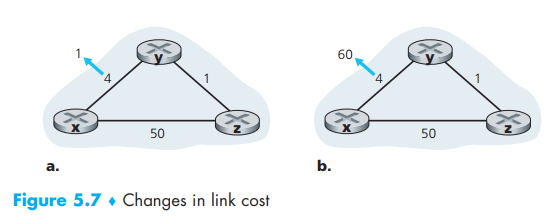 1
4
y
1
x
50
z
a.
60
4
y
1
x
50
z
b.
Figure 5.7 ♦ Changes in link cost